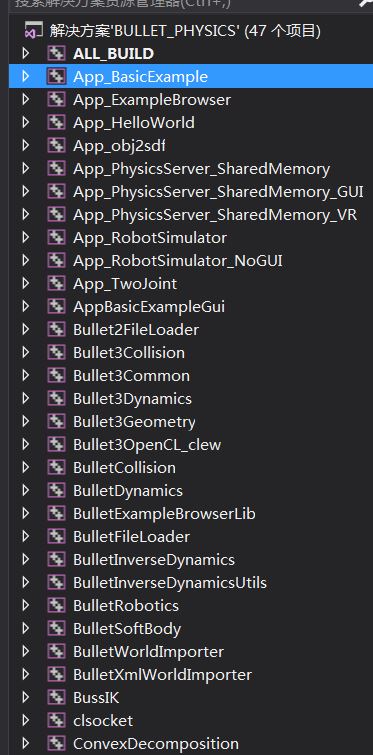 搜索解决方案资源管理器(Ctrl+;)
解决方案'BULLET_PHYSICS' (47 个项目)
ALL_BUILD
App_BasicExample
App_ExampleBrowser
App_HelloWorld
App_obj2sdf
App_PhysicsServer_SharedMemory
App_PhysicsServer_SharedMemory_GUI
App_PhysicsServer_SharedMemory_VR
App_RobotSimulator
App_RobotSimulator_NoGUI
App_TwoJoint
AppBasicExampleGui
Bullet2FileLoader
Bullet3Collision
Bullet3Common
Bullet3Dynamics
Bullet3Geometry
Bullet3OpenCL_clew
BulletCollision
BulletDynamics
BulletExampleBrowserLib
BulletFileLoader
BulletInverseDynamics
BulletInverseDynamicsUtils
BulletRobotics
BulletSoftBody
BulletWorldImporter
BulletXmlWorldImporter
BussIK
clsocket
ConvexDecomposition